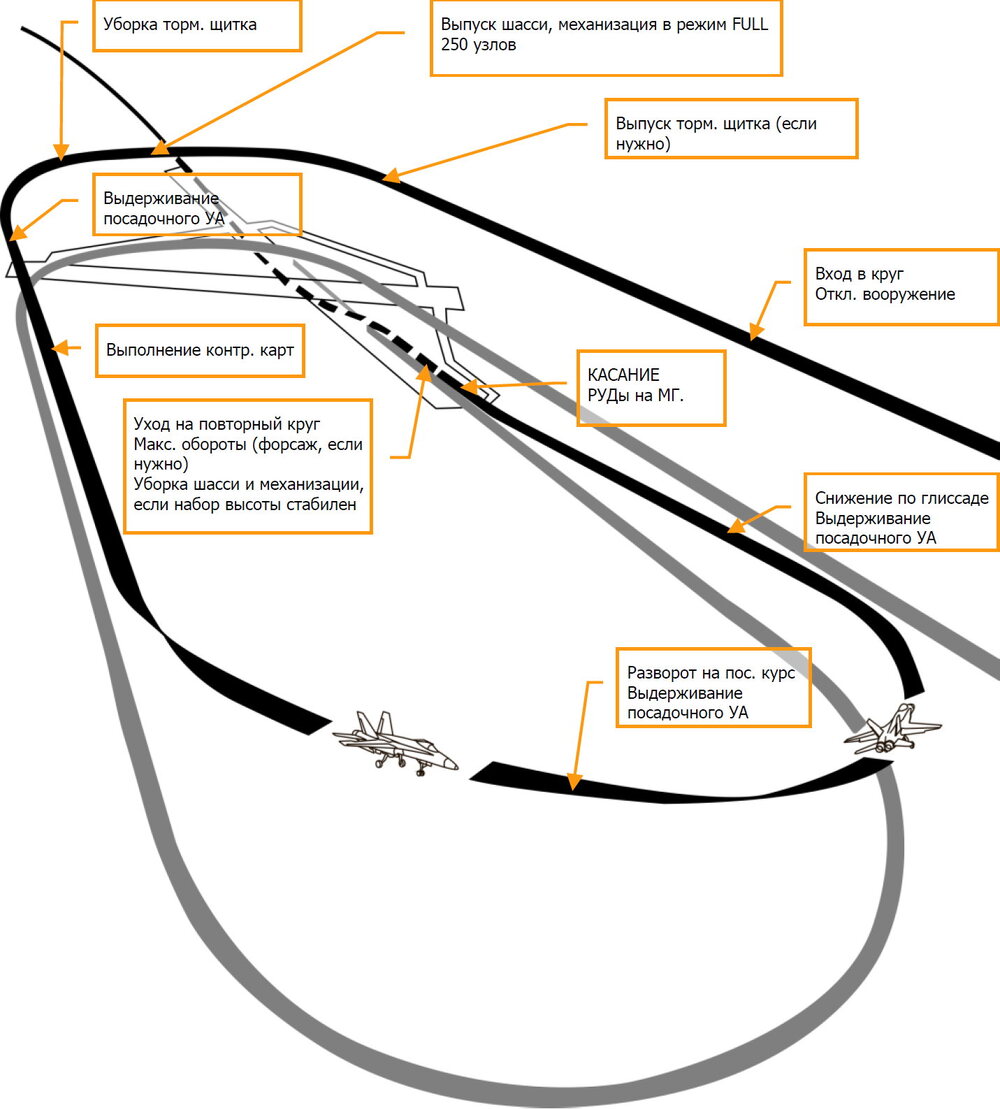 Уборка торм. щитка
Выпуск шасси, механизация в режим FULL
250 узлов
Выпуск торм. щитка (если
нужно)
Выдерживание
посадочного УА
Вход в круг
Откл. вооружение
Выполнение контр. карт
КАСАНИЕ
РУДы на МГ.
Уход на повторный круг
Макс. обороты (форсаж, если
нужно)
Уборка шасси и механизации,
если набор высоты стабилен
Снижение по глиссаде
Выдерживание
посадочного УА
Разворот на пос. курс
Выдерживание
посадочного УА